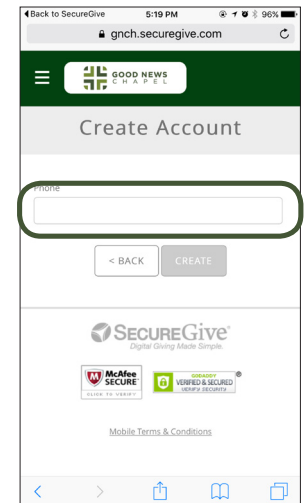 Back to SecureGive 5:19 PM 96%
gnch.securegive.com
GOOD NEWS
CHAPEL
Create Account
Phone
< BACK CREATE
SECUREGIVE®
Digital Giving Made Simple.
McAfee
SECURE
CLICK TO VERIFY
GODADDY
VERIFIED & SECURED
VERIFY SECURITY
Mobile Terms & Conditions